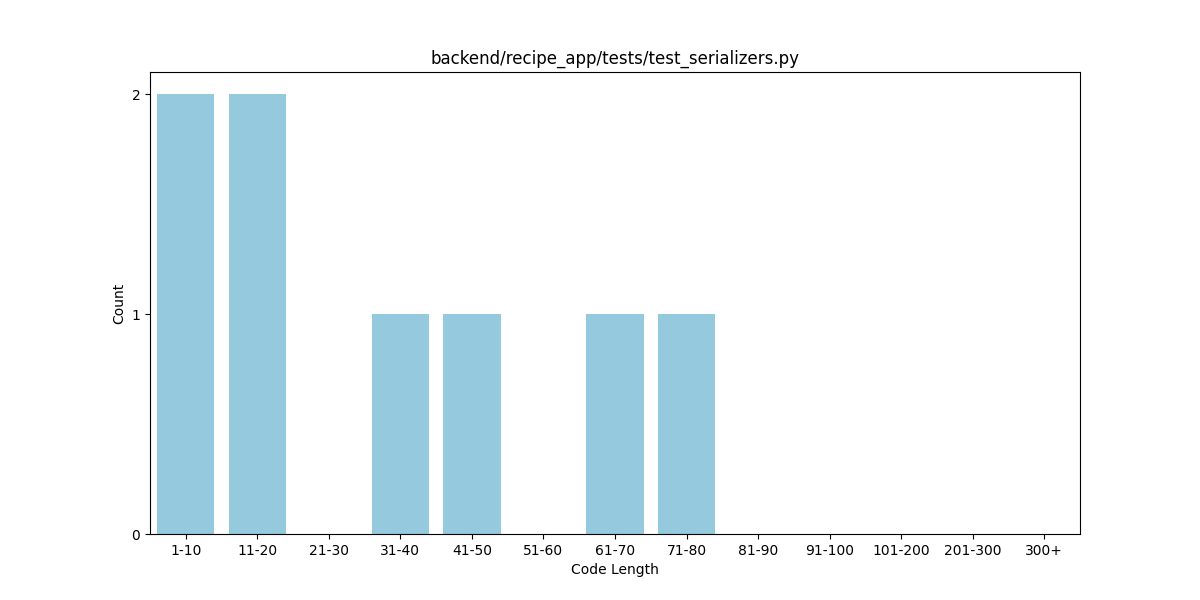 backend/recipe_app/tests/test_serializers.py
Count
2
1
0
1-10 11-20 21-30 31-40 41-50 51-60 61-70 71-80 81-90 91-100 101-200 201-300 300+
Code Length